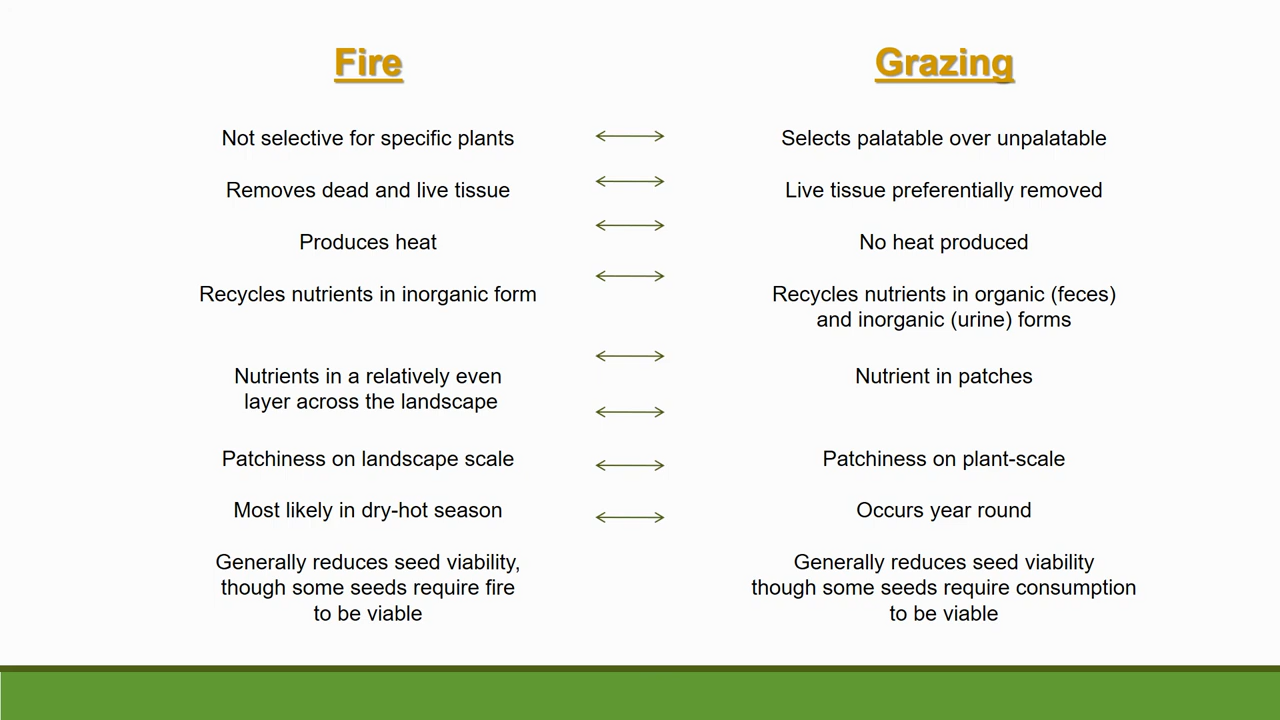 Fire
Grazing
Not selective for specific plants
Selects palatable over unpalatable
Removes dead and live tissue
Live tissue preferentially removed
Produces heat
No heat produced
Recycles nutrients in inorganic form
Recycles nutrients in organic (feces)
and inorganic (urine) forms
Nutrients in a relatively even
layer across the landscape
Nutrient in patches
Patchiness on landscape scale
Patchiness on plant-scale
Most likely in dry-hot season
Occurs year round
Generally reduces seed viability,
though some seeds require fire
to be viable
Generally reduces seed viability
though some seeds require consumption
to be viable